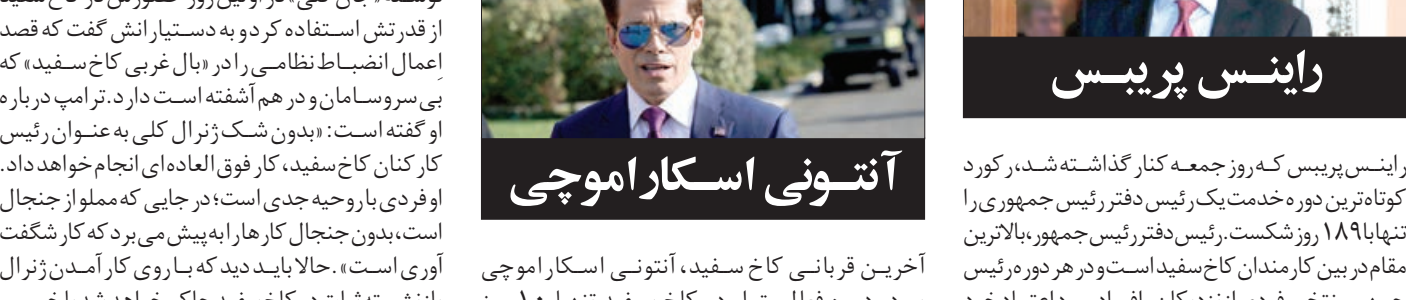 راینس پریبس
راینس پریبس که روز جمعه کنار گذاشته شد، رکورد
کوتاه‌ترین دوره خدمت یک رئیس دفتر رئیس جمهوری را
تنها با ۱۸۹ روز شکست. رئیس دفتر رئیس جمهور، بالاترین
مقام در بین کارمندان کاخ سفید است و در هر دوره رئیس
آنتونی اسکاراموچی
آخرین قربانی کاخ سفید، آنتونی اسکاراموچی
از قدرتش استفاده کرد و به دستیارانش گفت که قصد
اِعمال انضباط نظامی را در «بال غربی کاخ سفید» که
بی‌سروسامان و در هم آشفته است دارد. ترامپ درباره
او گفته است: «بدون شک ژنرال کلی به عنوان رئیس
کارکنان کاخ سفید، کار فوق‌العاده‌ای انجام خواهد داد.
او فردی با روحیه جدی است؛ در جایی که مملو از جنجال
است، بدون جنجال کارها را به پیش می‌برد که کار شگفت
آوری است». حالا باید دید که با روی کار آمدن ژنرال